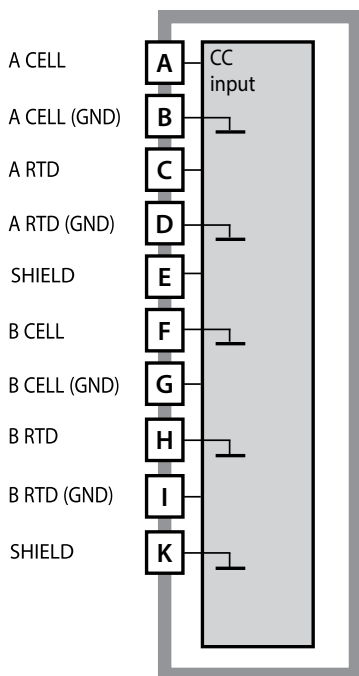 A CELL A CC
input
A CELL (GND) B
A RTD C
A RTD (GND) D
SHIELD E
B CELL F
B CELL (GND) G
B RTD H
B RTD (GND) I
SHIELD K